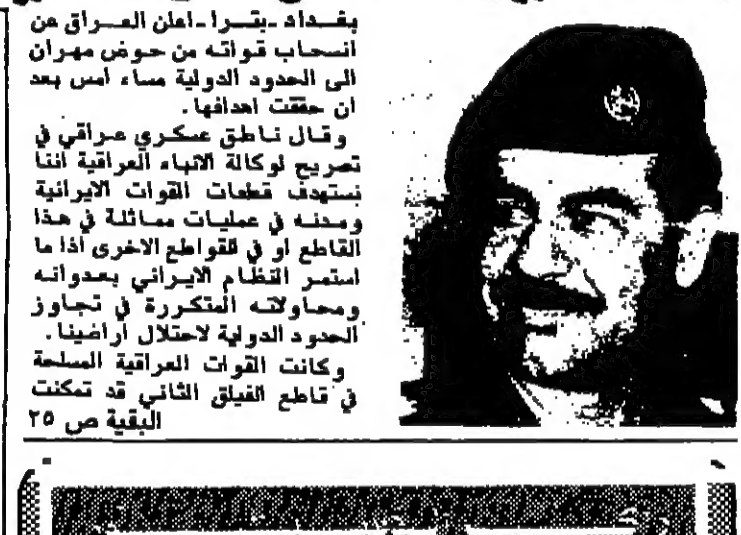 بغداد ـ بترا ـ اعلن العراق عن
انسحاب قواته من حوض مهران
الى الحدود الدولية مساء امس بعد
ان حققت اهدافها .
وقال ناطق عسكري عراقي في
تصريح لوكالة الانباء العراقية اننا
نستهدف قطعات القوات الايرانية
ومدنه في عمليات مماثلة في هذا
القاطع او في القواطع الاخرى اذا ما
استمر النظام الايراني بعدوانه
ومحاولاته المتكررة في تجاوز
الحدود الدولية لاحتلال أراضينا .
وكانت القوات العراقية المسلحة
في قاطع الفيلق الثاني قد تمكنت
البقية ص ٢٥